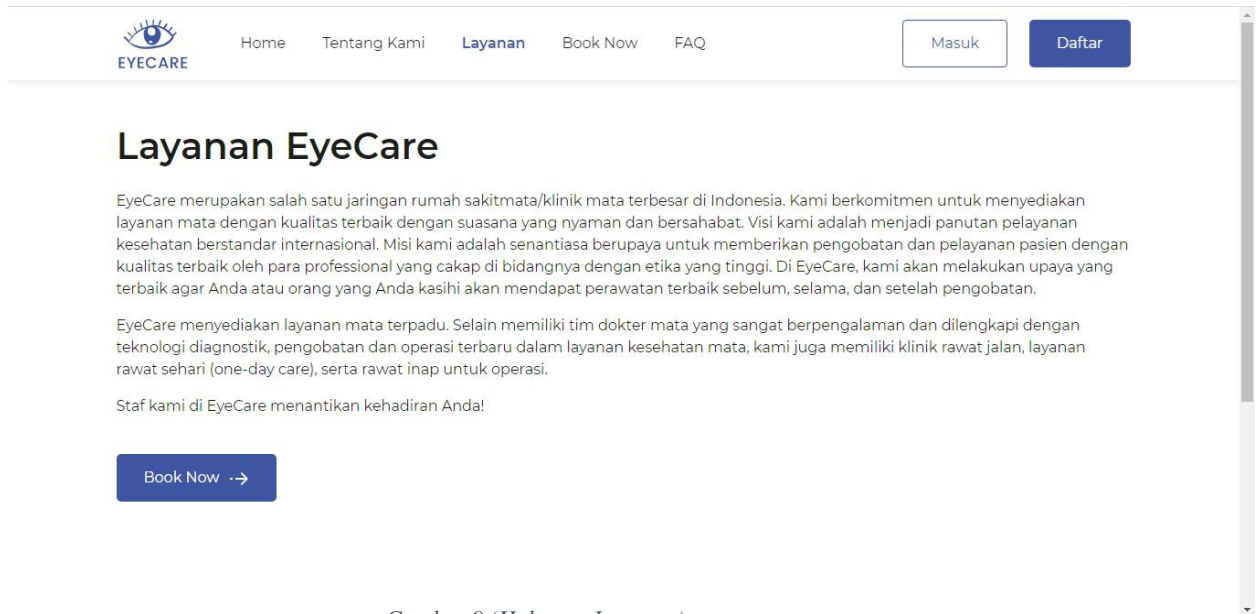 EYECARE
Home Tentang Kami Layanan Book Now FAQ Masuk Daftar
Layanan EyeCare
EyeCare merupakan salah satu jaringan rumah sakitmata/klinik mata terbesar di Indonesia. Kami berkomitmen untuk menyediakan
layanan mata dengan kualitas terbaik dengan suasana yang nyaman dan bersahabat. Visi kami adalah menjadi panutan pelayanan
kesehatan berstandar internasional. Misi kami adalah senantiasa berupaya untuk memberikan pengobatan dan pelayanan pasien dengan
kualitas terbaik oleh para professional yang cakap di bidangnya dengan etika yang tinggi. Di EyeCare, kami akan melakukan upaya yang
terbaik agar Anda atau orang yang Anda kasihi akan mendapat perawatan terbaik sebelum, selama, dan setelah pengobatan.
EyeCare menyediakan layanan mata terpadu. Selain memiliki tim dokter mata yang sangat berpengalaman dan dilengkapi dengan
teknologi diagnostik, pengobatan dan operasi terbaru dalam layanan kesehatan mata, kami juga memiliki klinik rawat jalan, layanan
rawat sehari (one-day care), serta rawat inap untuk operasi.
Staf kami di EyeCare menantikan kehadiran Anda!
Book Now